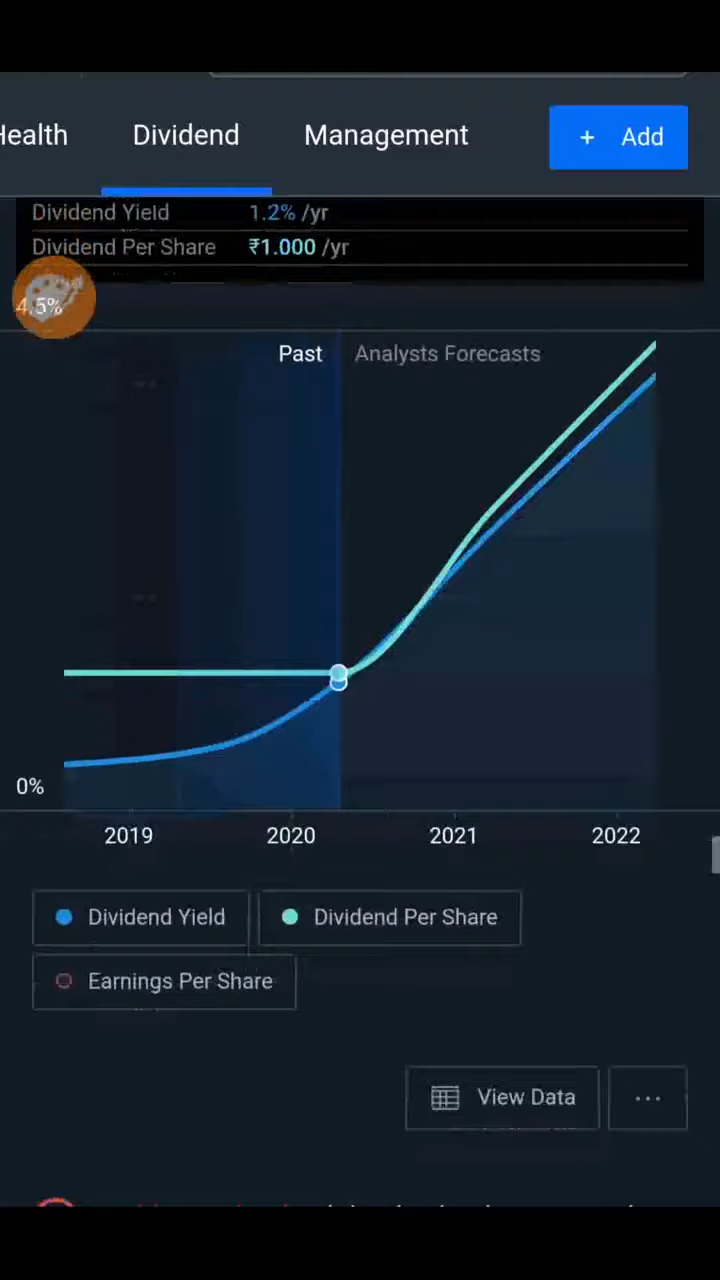 Health Dividend Management + Add
Dividend Yield 1.2% /yr
Dividend Per Share ₹1.000 /yr
4.5%
Past Analysts Forecasts
0%
2019 2020 2021 2022
Dividend Yield Dividend Per Share
Earnings Per Share
View Data ...